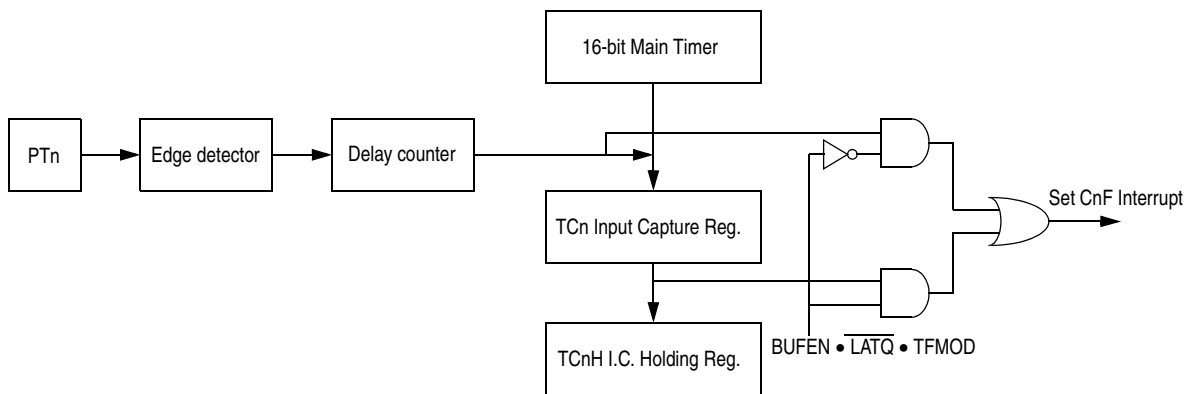 16-bit Main Timer
PTn
Edge detector
Delay counter
Set CnF Interrupt
TCn Input Capture Reg.
BUFEN • L̅A̅T̅Q̅ • TFMOD
TCnH I.C. Holding Reg.